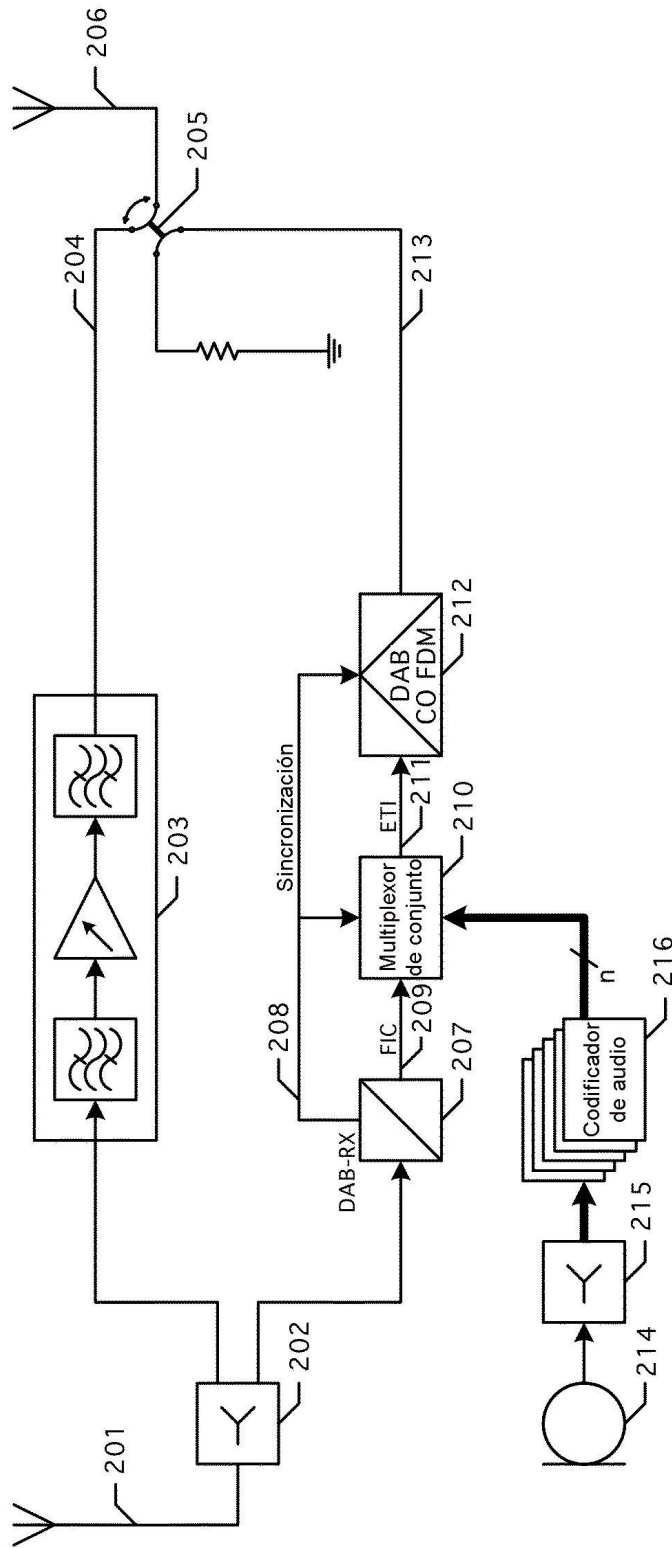 201
202
203
204
205
206
DAB-RX
207
208
Sincronización
FIC
209
Multiplexor
de conjunto
210
ETI
211
DAB
CO FDM
212
213
214
215
Codificador
de audio
216
n